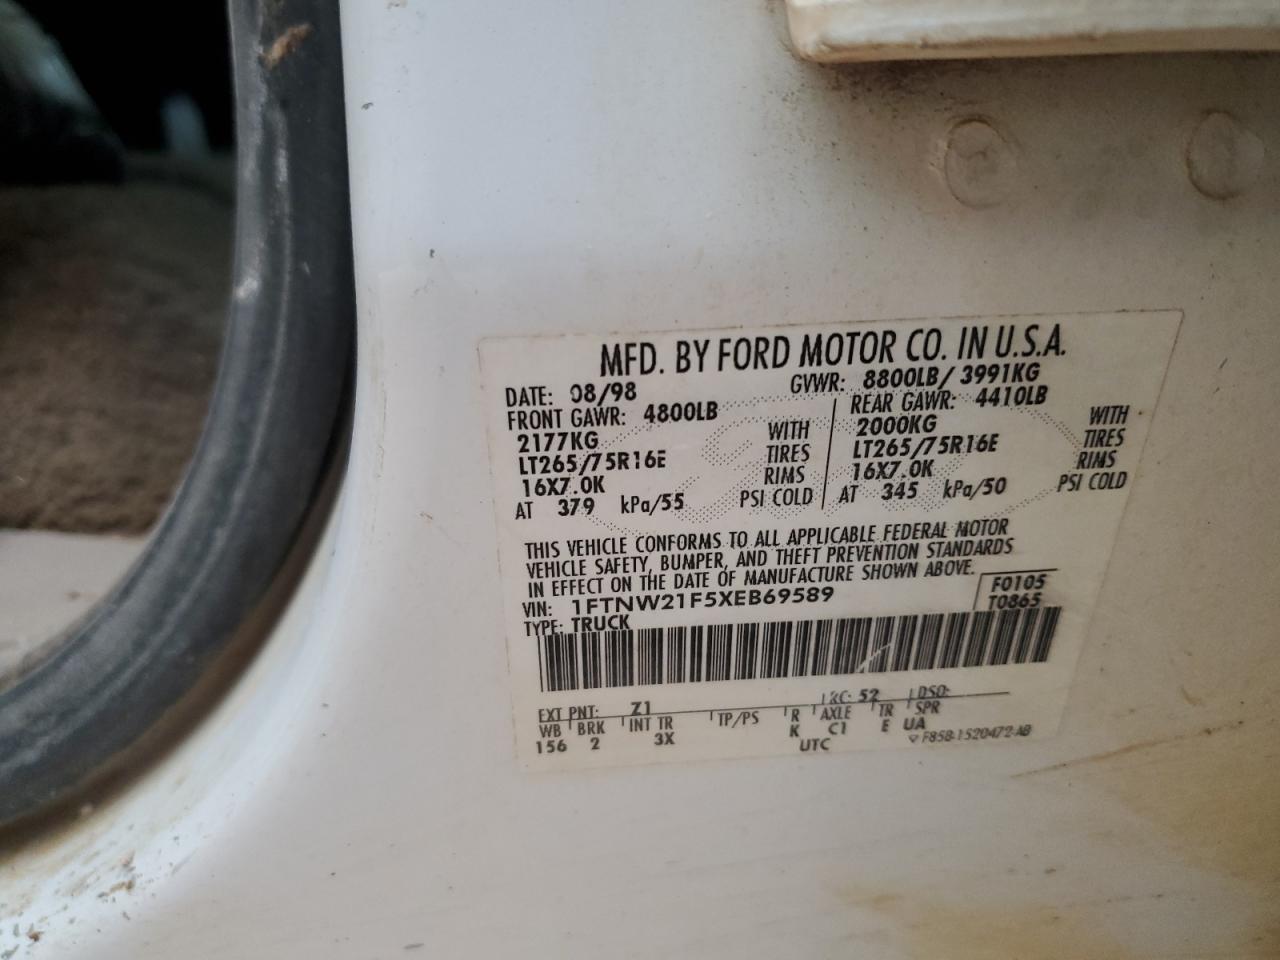 MFD. BY FORD MOTOR CO. IN U.S.A.
DATE: 08/98 GVWR: 8800LB/ 3991KG
FRONT GAWR: 4800LB REAR GAWR: 4410LB
2177KG WITH 2000KG WITH
LT265/75R16E TIRES LT265/75R16E TIRES
16X7.0K RIMS 16X7.0K RIMS
AT 379 kPa/55 PSI COLD AT 345 kPa/50 PSI COLD
THIS VEHICLE CONFORMS TO ALL APPLICABLE FEDERAL MOTOR
VEHICLE SAFETY, BUMPER, AND THEFT PREVENTION STANDARDS
IN EFFECT ON THE DATE OF MANUFACTURE SHOWN ABOVE.
VIN: 1FTNW21F5XEB69589 F0105
TYPE: TRUCK T0865
EXT PNT: Z1 RC: 52 DSO:
WB BRK INT TR TP/PS R AXLE TR SPR
156 2 3X K C1 E UA
UTC F85B-1520472-AB